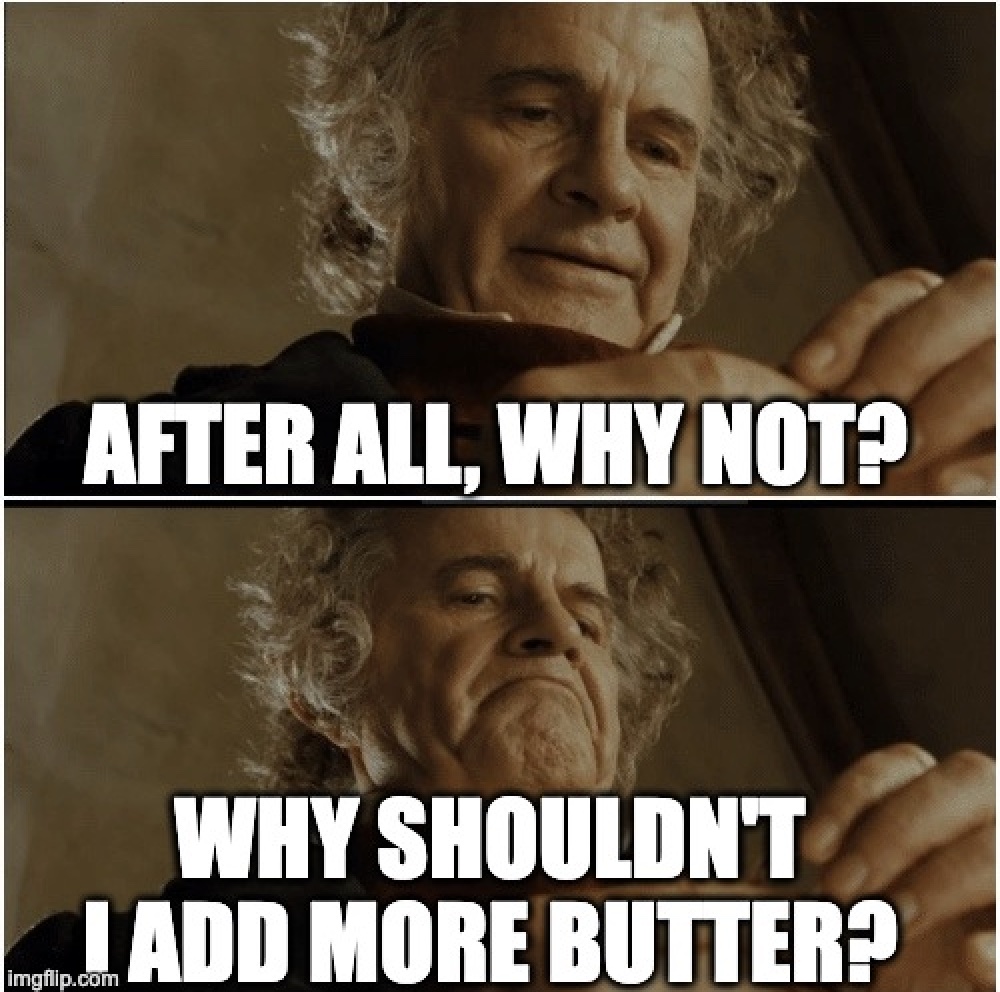 AFTER ALL, WHY NOT?
WHY SHOULDN'T
I ADD MORE BUTTER?
imgflip.com